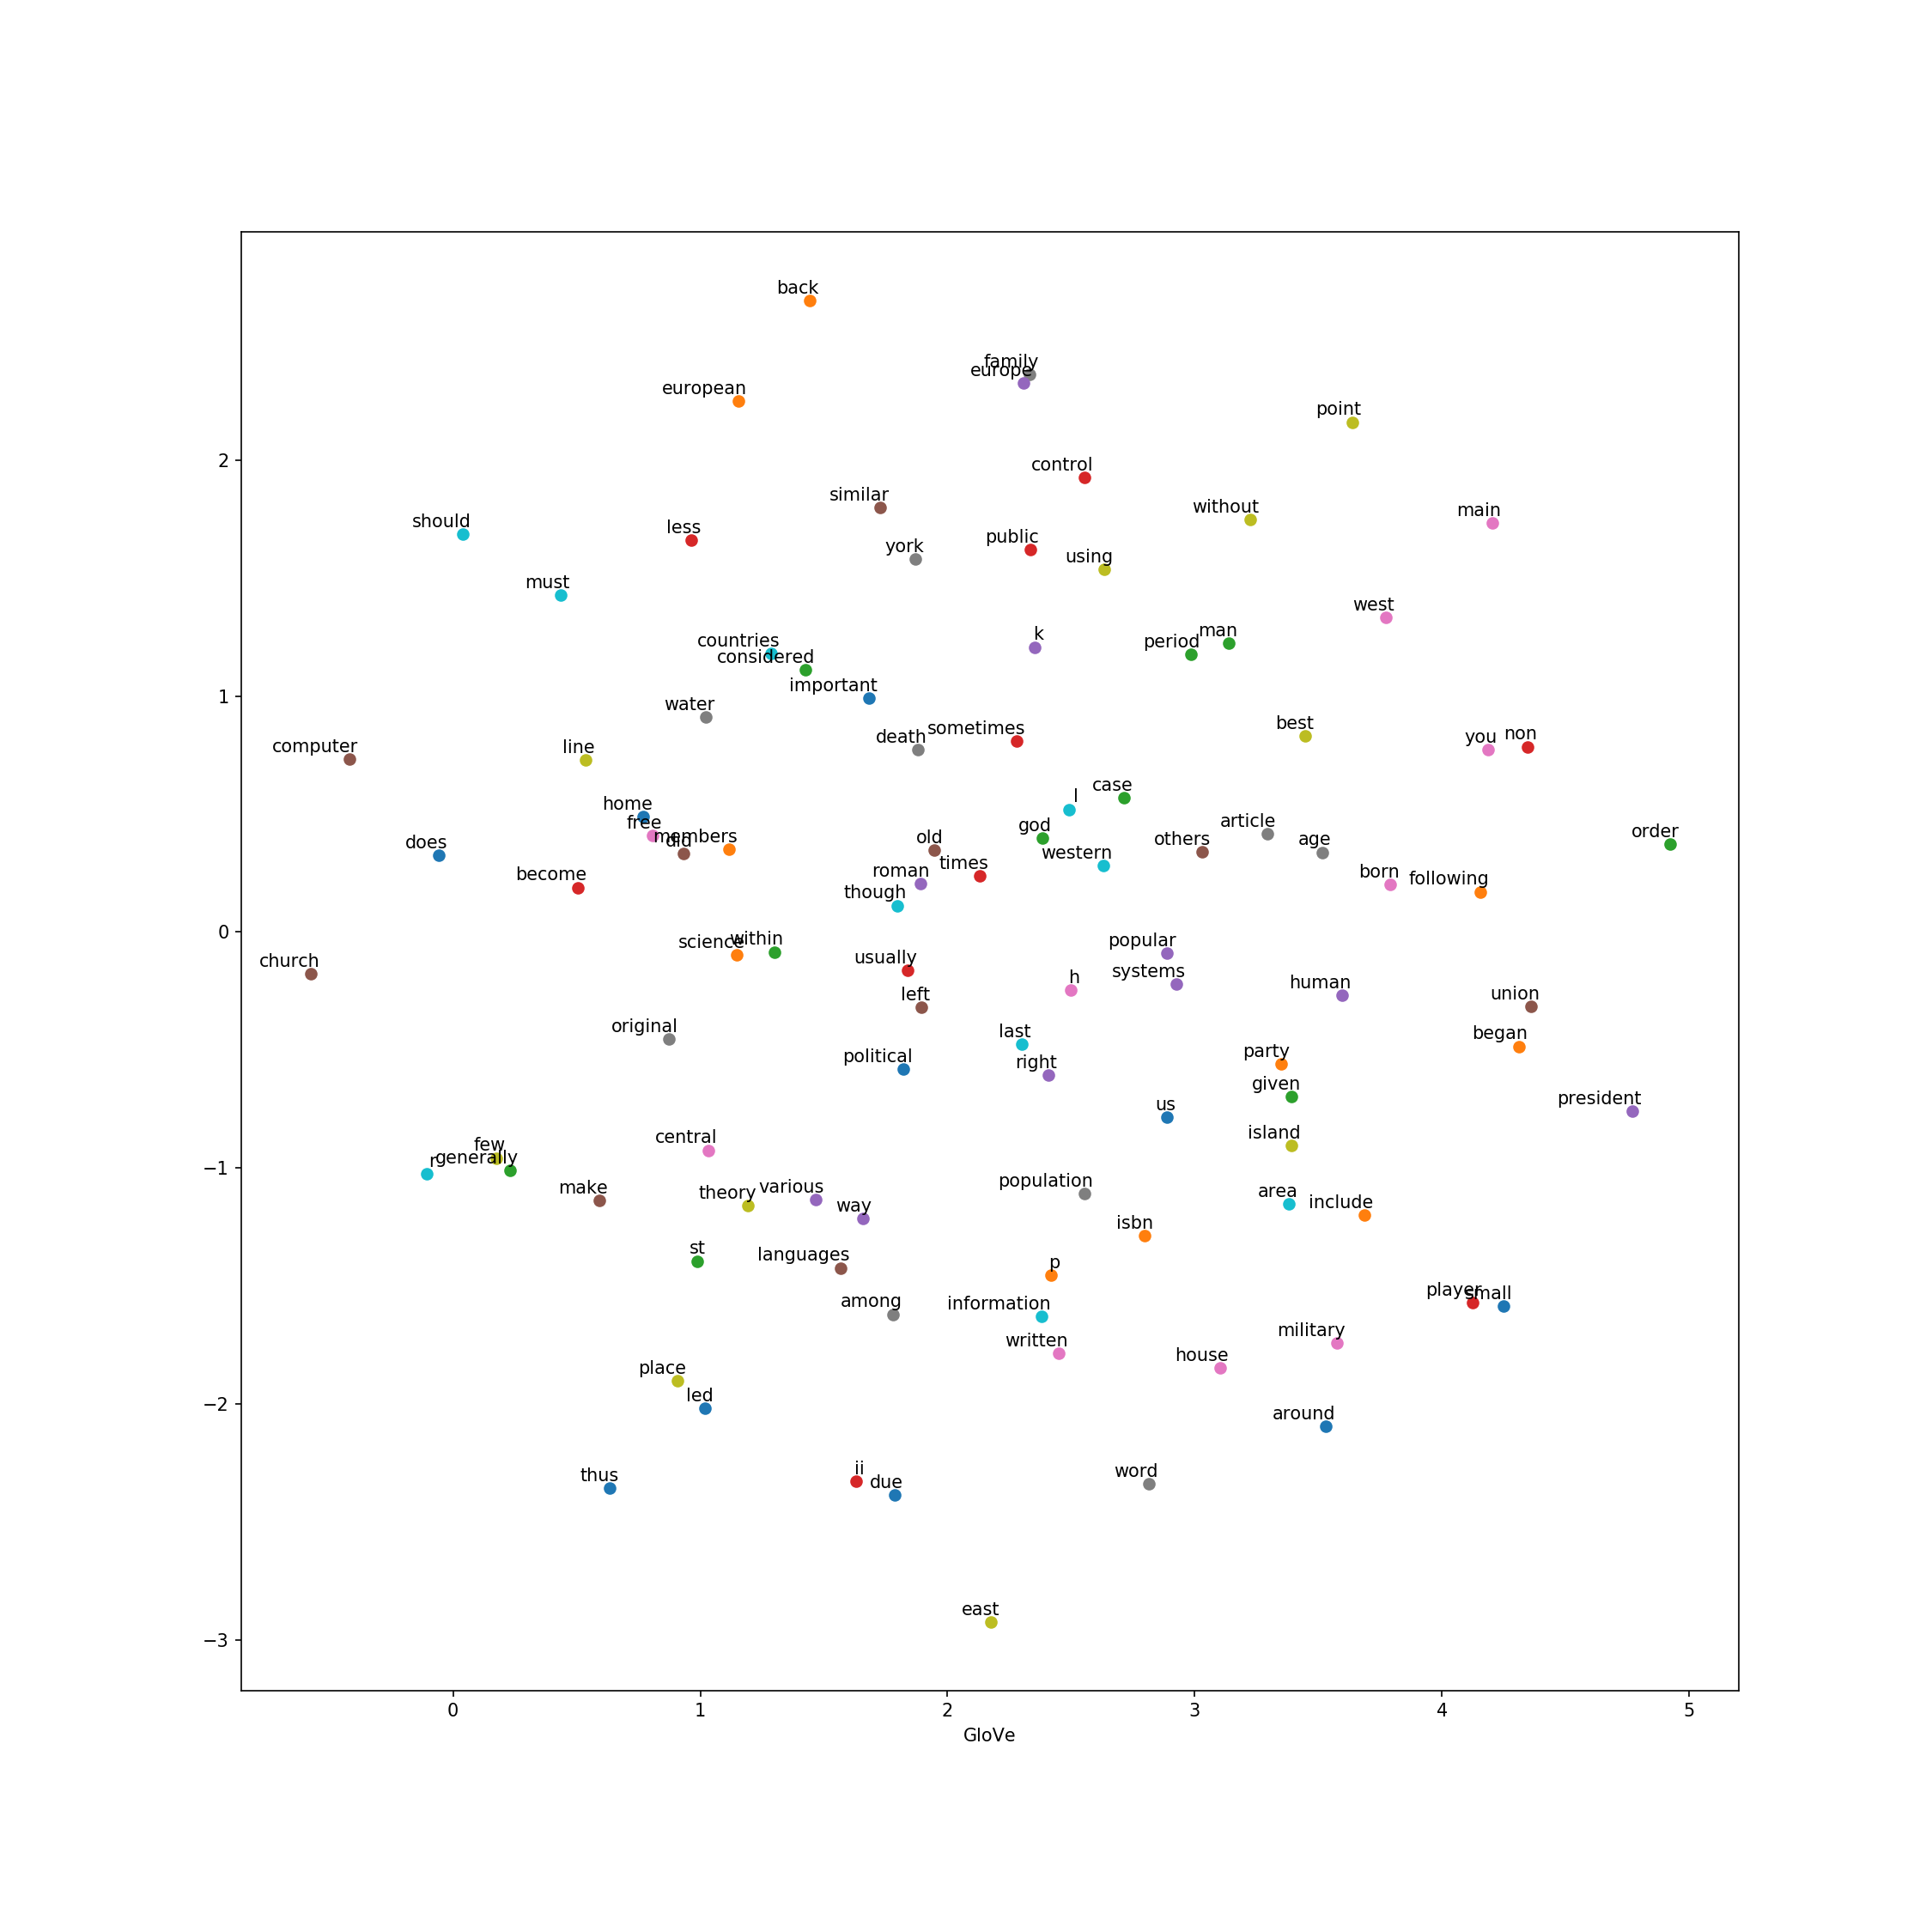 back
family
europe
european
point
control
2
similar
without
main
should
less
public
york
using
must
west
k
man
countries
period
considered
important
1
water
sometimes
best
death
non
you
computer
line
case
l
home
article
free
god
order
members
did
old
others
age
does
western
times
roman
born
become
following
though
0
within
science
popular
church
usually
systems
h
human
left
union
original
last
began
political
party
right
given
president
us
island
central
few
−1
r
generally
population
make
various
area
theory
way
include
isbn
st
languages
p
player
small
among
information
military
written
house
place
led
−2
around
ii
word
thus
due
east
−3
0
1
2
3
4
5
GloVe